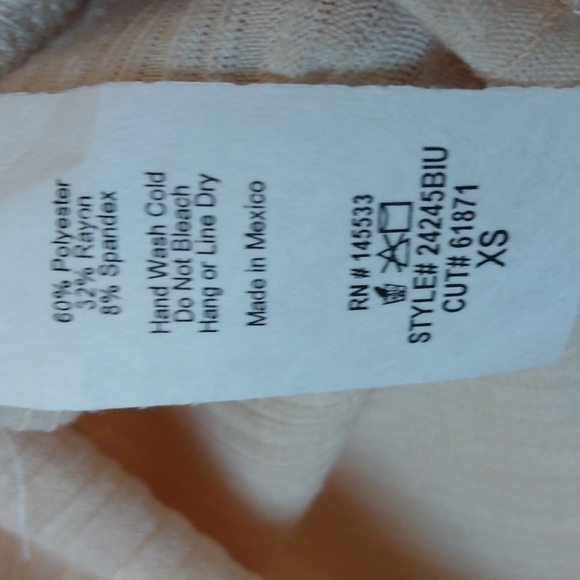 60% Polyester
32% Rayon
8% Spandex
Hand Wash Cold
Do Not Bleach
Hang or Line Dry
Made in Mexico
RN# 145533
STYLE# 24245BIU
CUT# 61871
XS